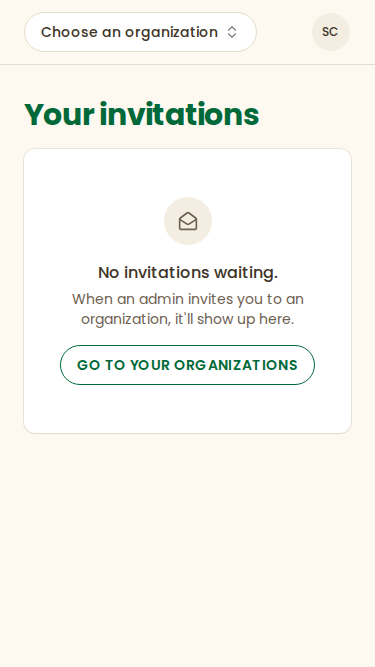 Choose an organization
SC
Your invitations
No invitations waiting.
When an admin invites you to an
organization, it'll show up here.
GO TO YOUR ORGANIZATIONS